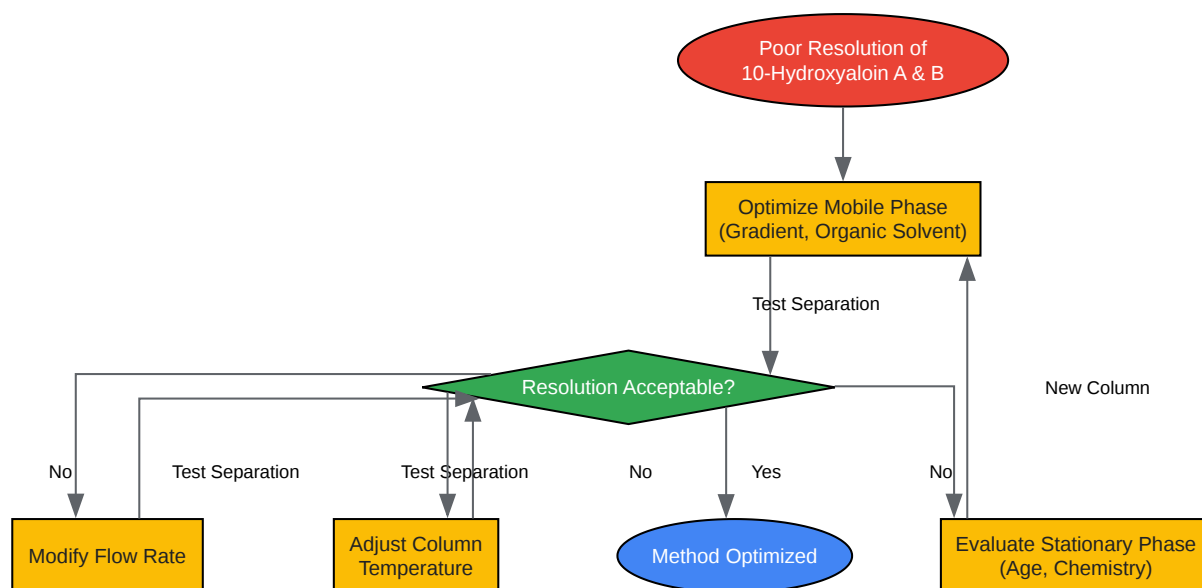 Poor Resolution of
10-Hydroxyaloin A & B
Optimize Mobile Phase
(Gradient, Organic Solvent)
Test Separation
Resolution Acceptable?
New Column
No
Test Separation
Test Separation
No
Yes
No
Modify Flow Rate
Adjust Column
Temperature
Method Optimized
Evaluate Stationary Phase
(Age, Chemistry)